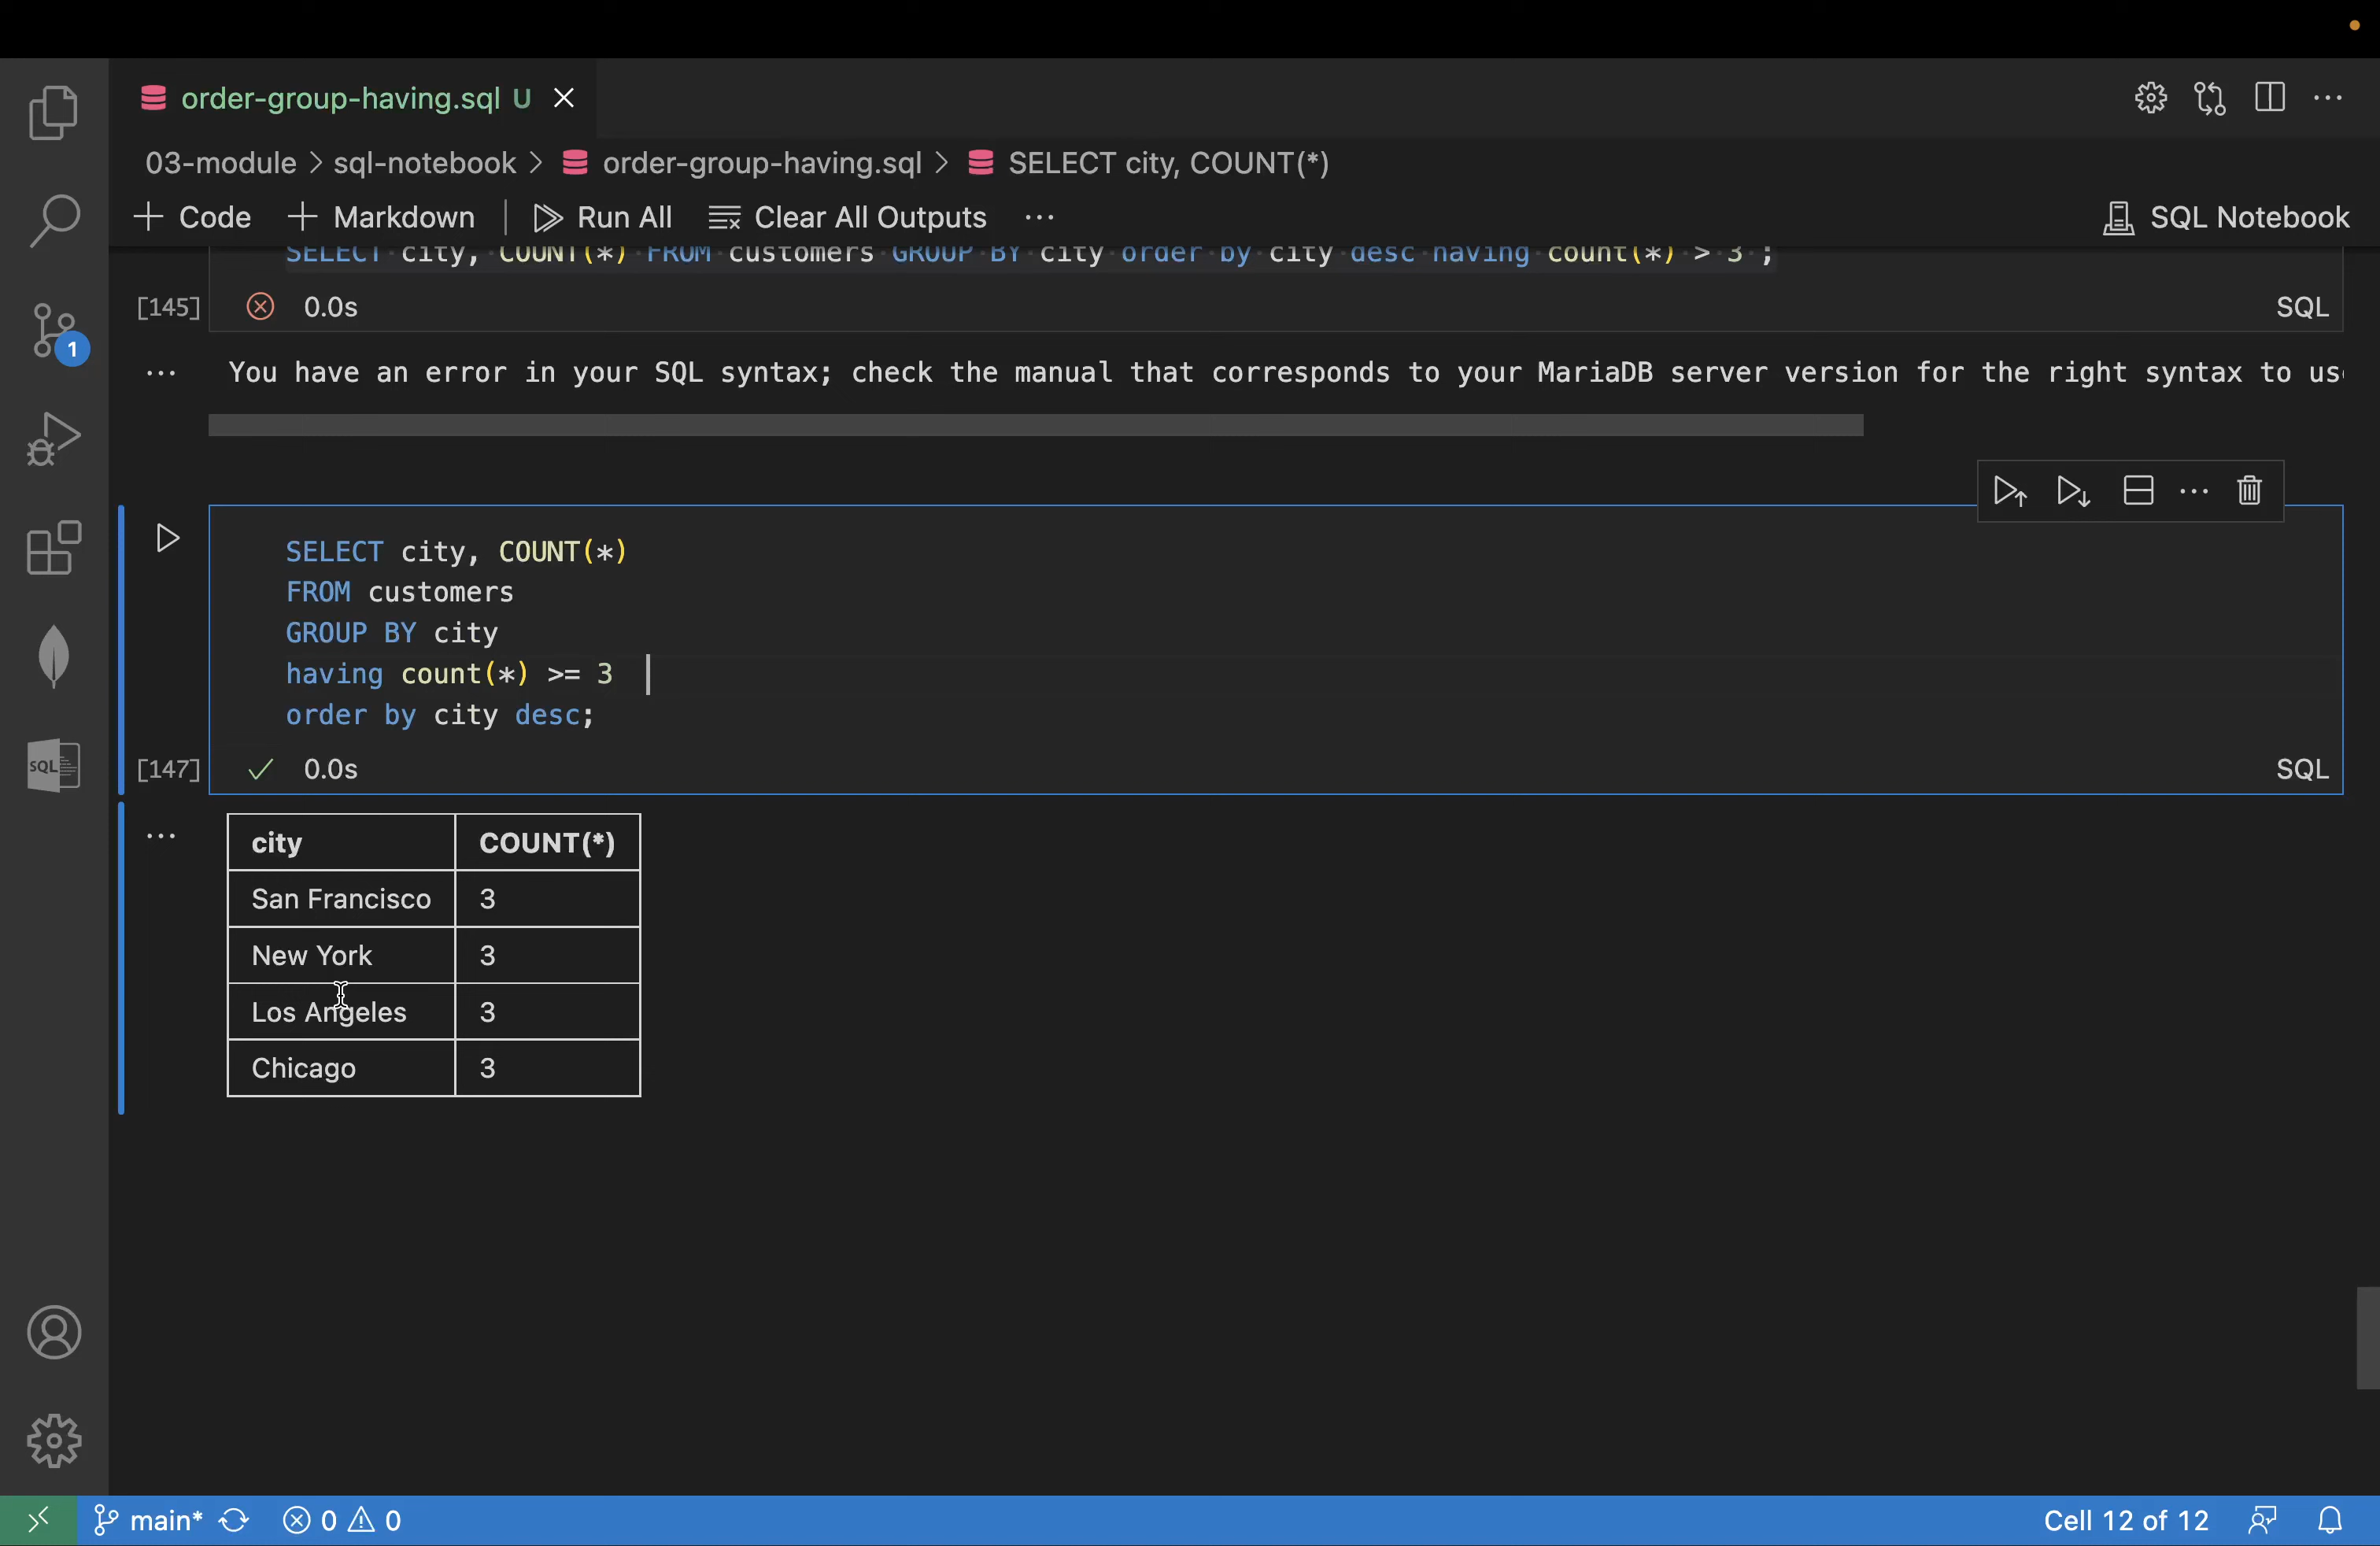 order-group-having.sql U
03-module > sql-notebook > order-group-having.sql > SELECT city, COUNT(*)
+ Code + Markdown | Run All Clear All Outputs ... SQL Notebook
SELECT city, COUNT(*) FROM customers GROUP BY city order by city desc having count(*) > 3 ;
[145] 0.0s SQL
... You have an error in your SQL syntax; check the manual that corresponds to your MariaDB server version for the right syntax to us
SELECT city, COUNT(*)
FROM customers
GROUP BY city
having count(*) >= 3
order by city desc;
[147] 0.0s SQL
city COUNT(*)
San Francisco 3
New York 3
Los Angeles 3
Chicago 3
1
SQL
main* 0 0 Cell 12 of 12